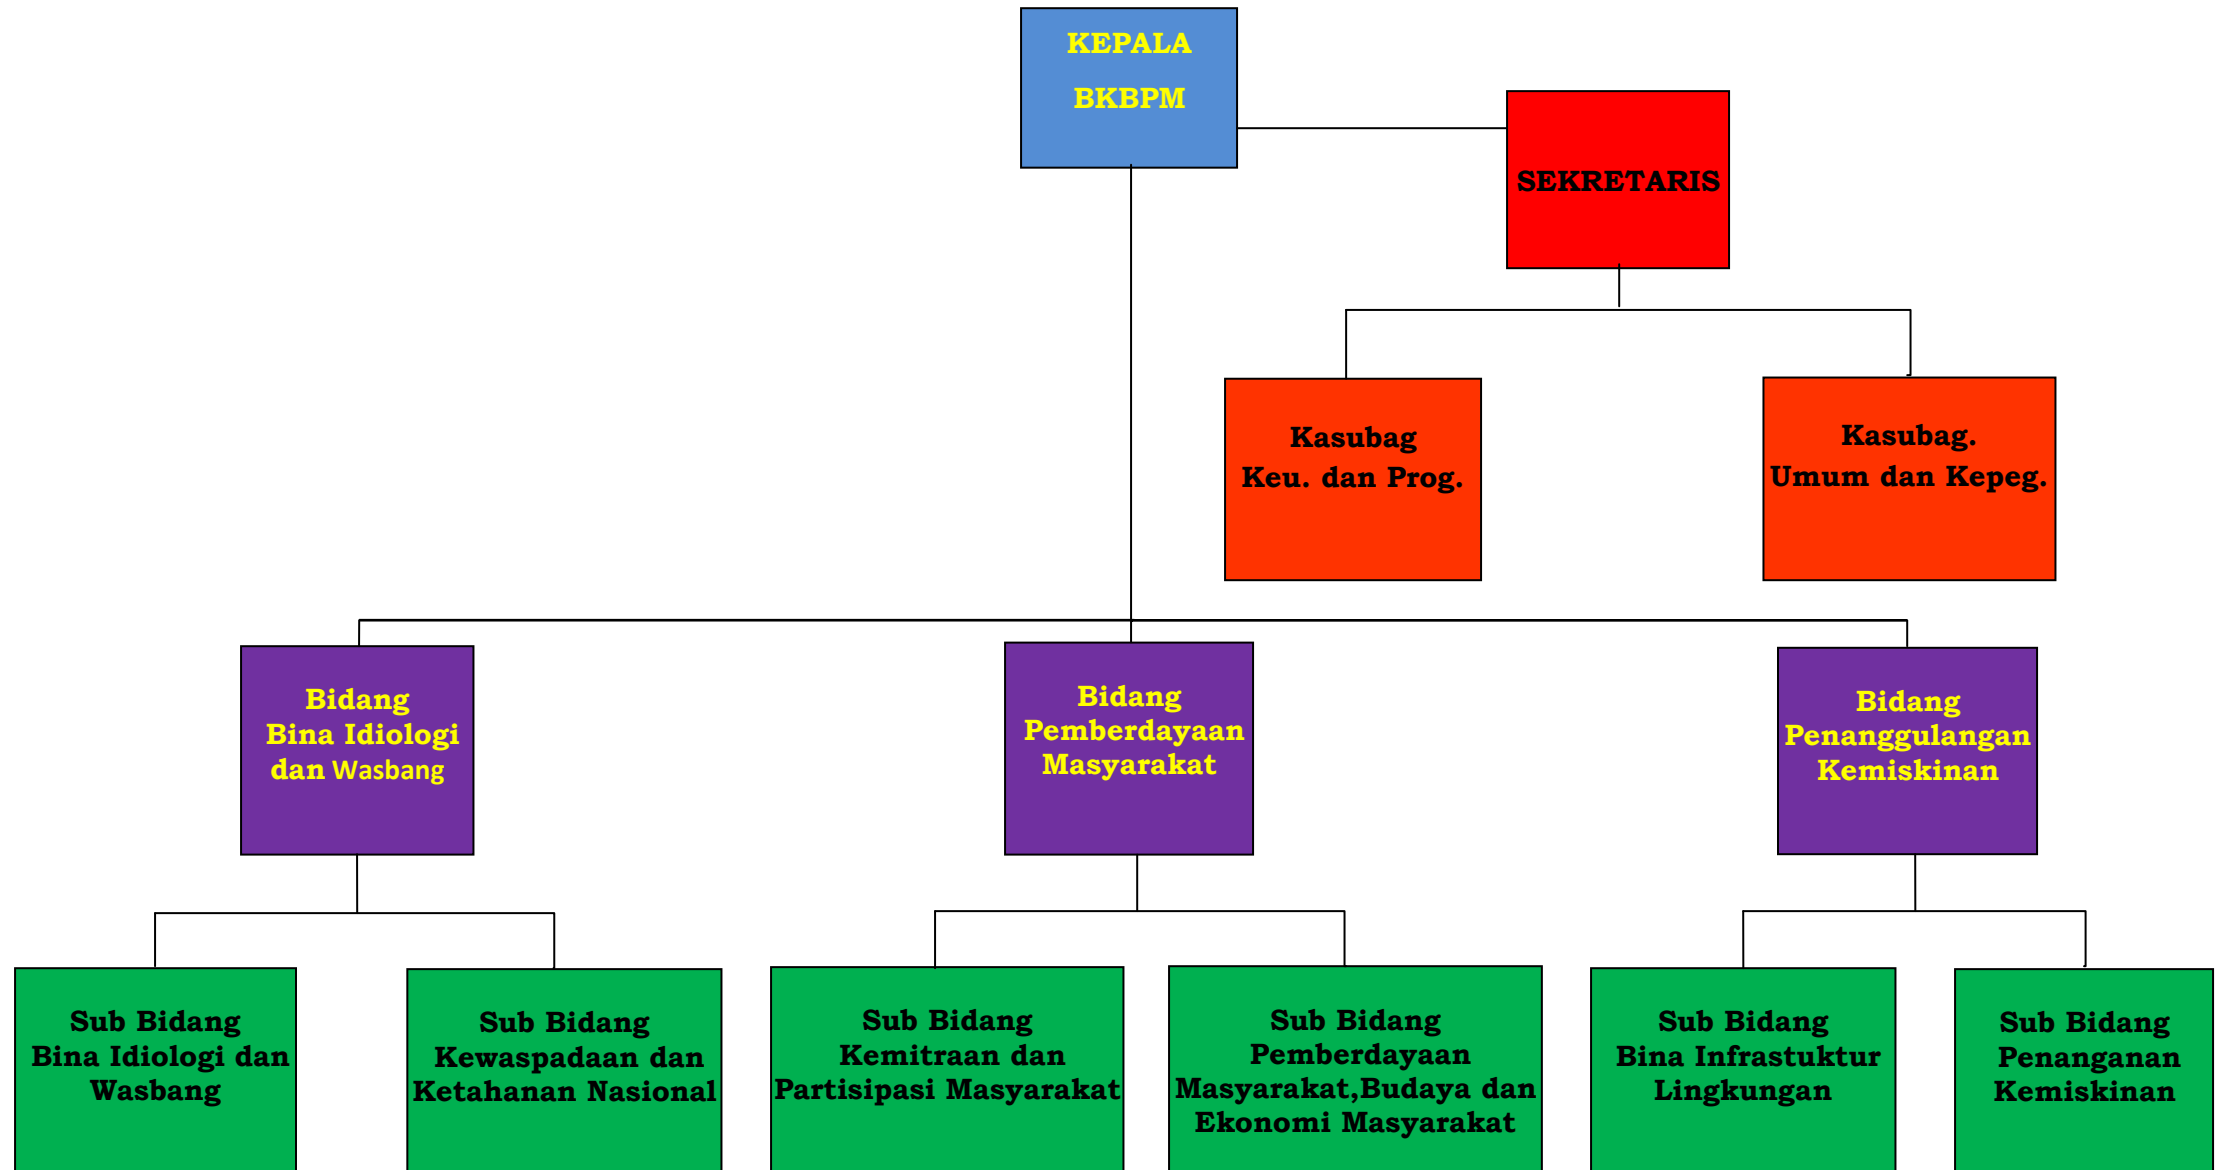 KEPALA
BKBPM
SEKRETARIS
Kasubag
Keu. dan Prog.
Kasubag.
Umum dan Kepeg.
Bidang
Bina Idiologi
dan Wasbang
Bidang
Pemberdayaan
Masyarakat
Bidang
Penanggulangan
Kemiskinan
Sub Bidang
Bina Idiologi dan
Wasbang
Sub Bidang
Kewaspadaan dan
Ketahanan Nasional
Sub Bidang
Kemitraan dan
Partisipasi Masyarakat
Sub Bidang
Pemberdayaan
Masyarakat,Budaya dan
Ekonomi Masyarakat
Sub Bidang
Bina Infrastuktur
Lingkungan
Sub Bidang
Penanganan
Kemiskinan